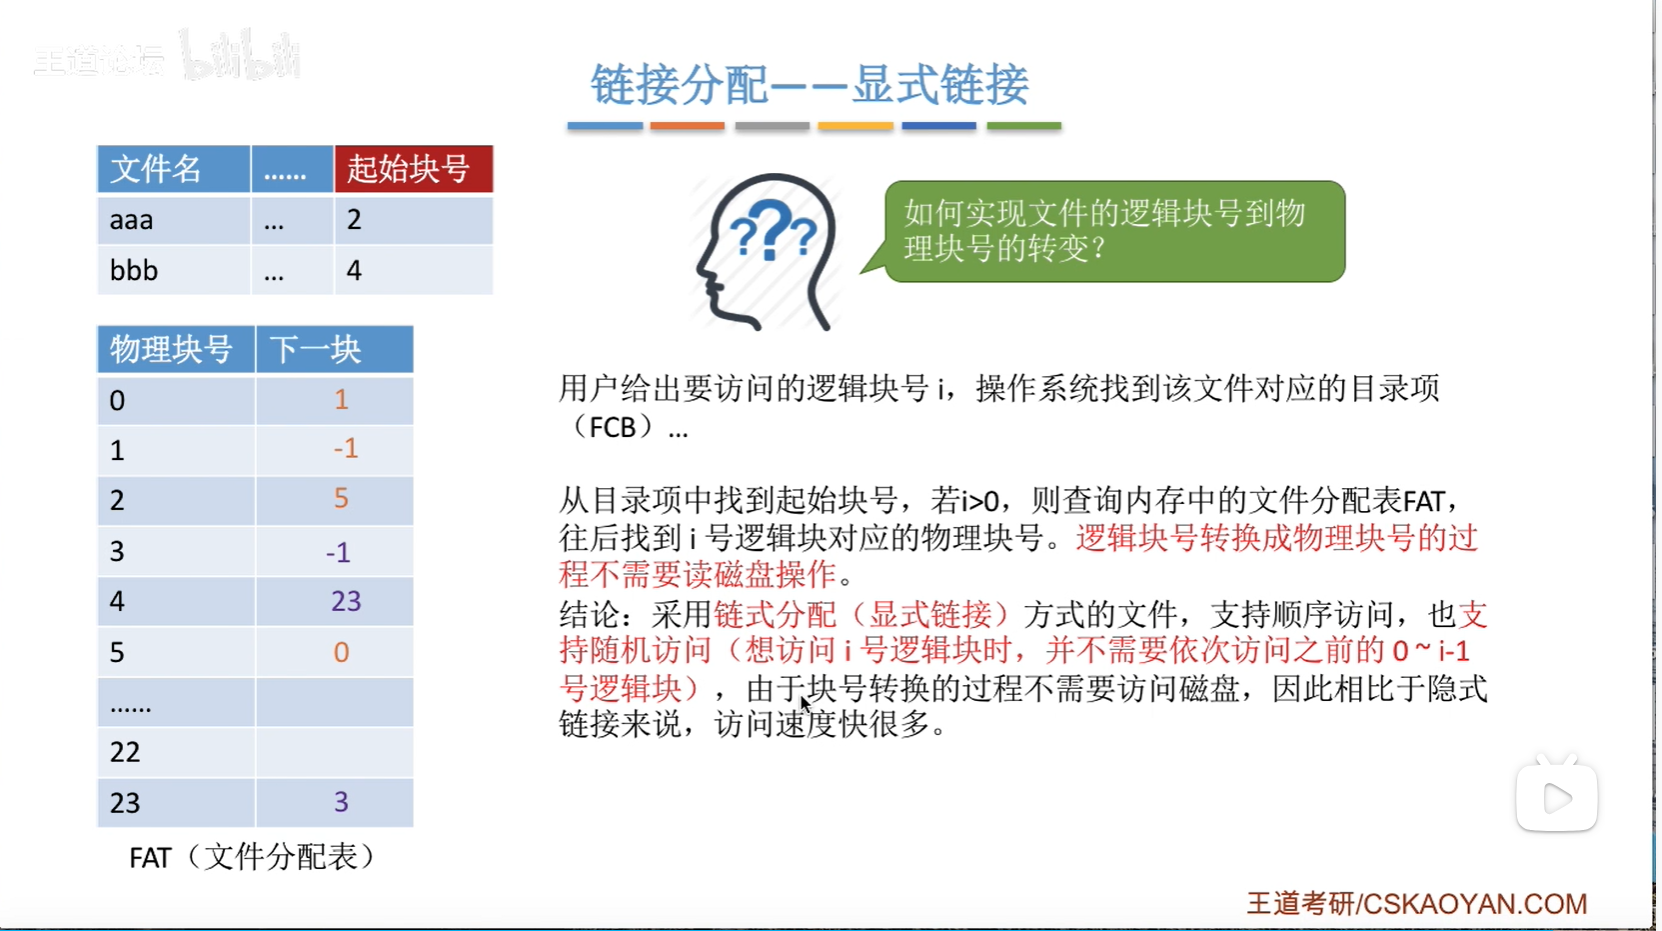 王道论坛 bilibili
链接分配——显式链接
文件名 …… 起始块号
aaa … 2
bbb … 4
???
如何实现文件的逻辑块号到物
理块号的转变？
物理块号 下一块
0 1
1 -1
2 5
3 -1
4 23
5 0
……
22
23 3
FAT（文件分配表）
用户给出要访问的逻辑块号 i，操作系统找到该文件对应的目录项
（FCB）…
从目录项中找到起始块号，若i>0，则查询内存中的文件分配表FAT，
往后找到 i 号逻辑块对应的物理块号。逻辑块号转换成物理块号的过
程不需要读磁盘操作。
结论：采用链式分配（显式链接）方式的文件，支持顺序访问，也支
持随机访问（想访问 i 号逻辑块时，并不需要依次访问之前的 0 ~ i-1
号逻辑块），由于块号转换的过程不需要访问磁盘，因此相比于隐式
链接来说，访问速度快很多。
王道考研/CSKAOYAN.COM